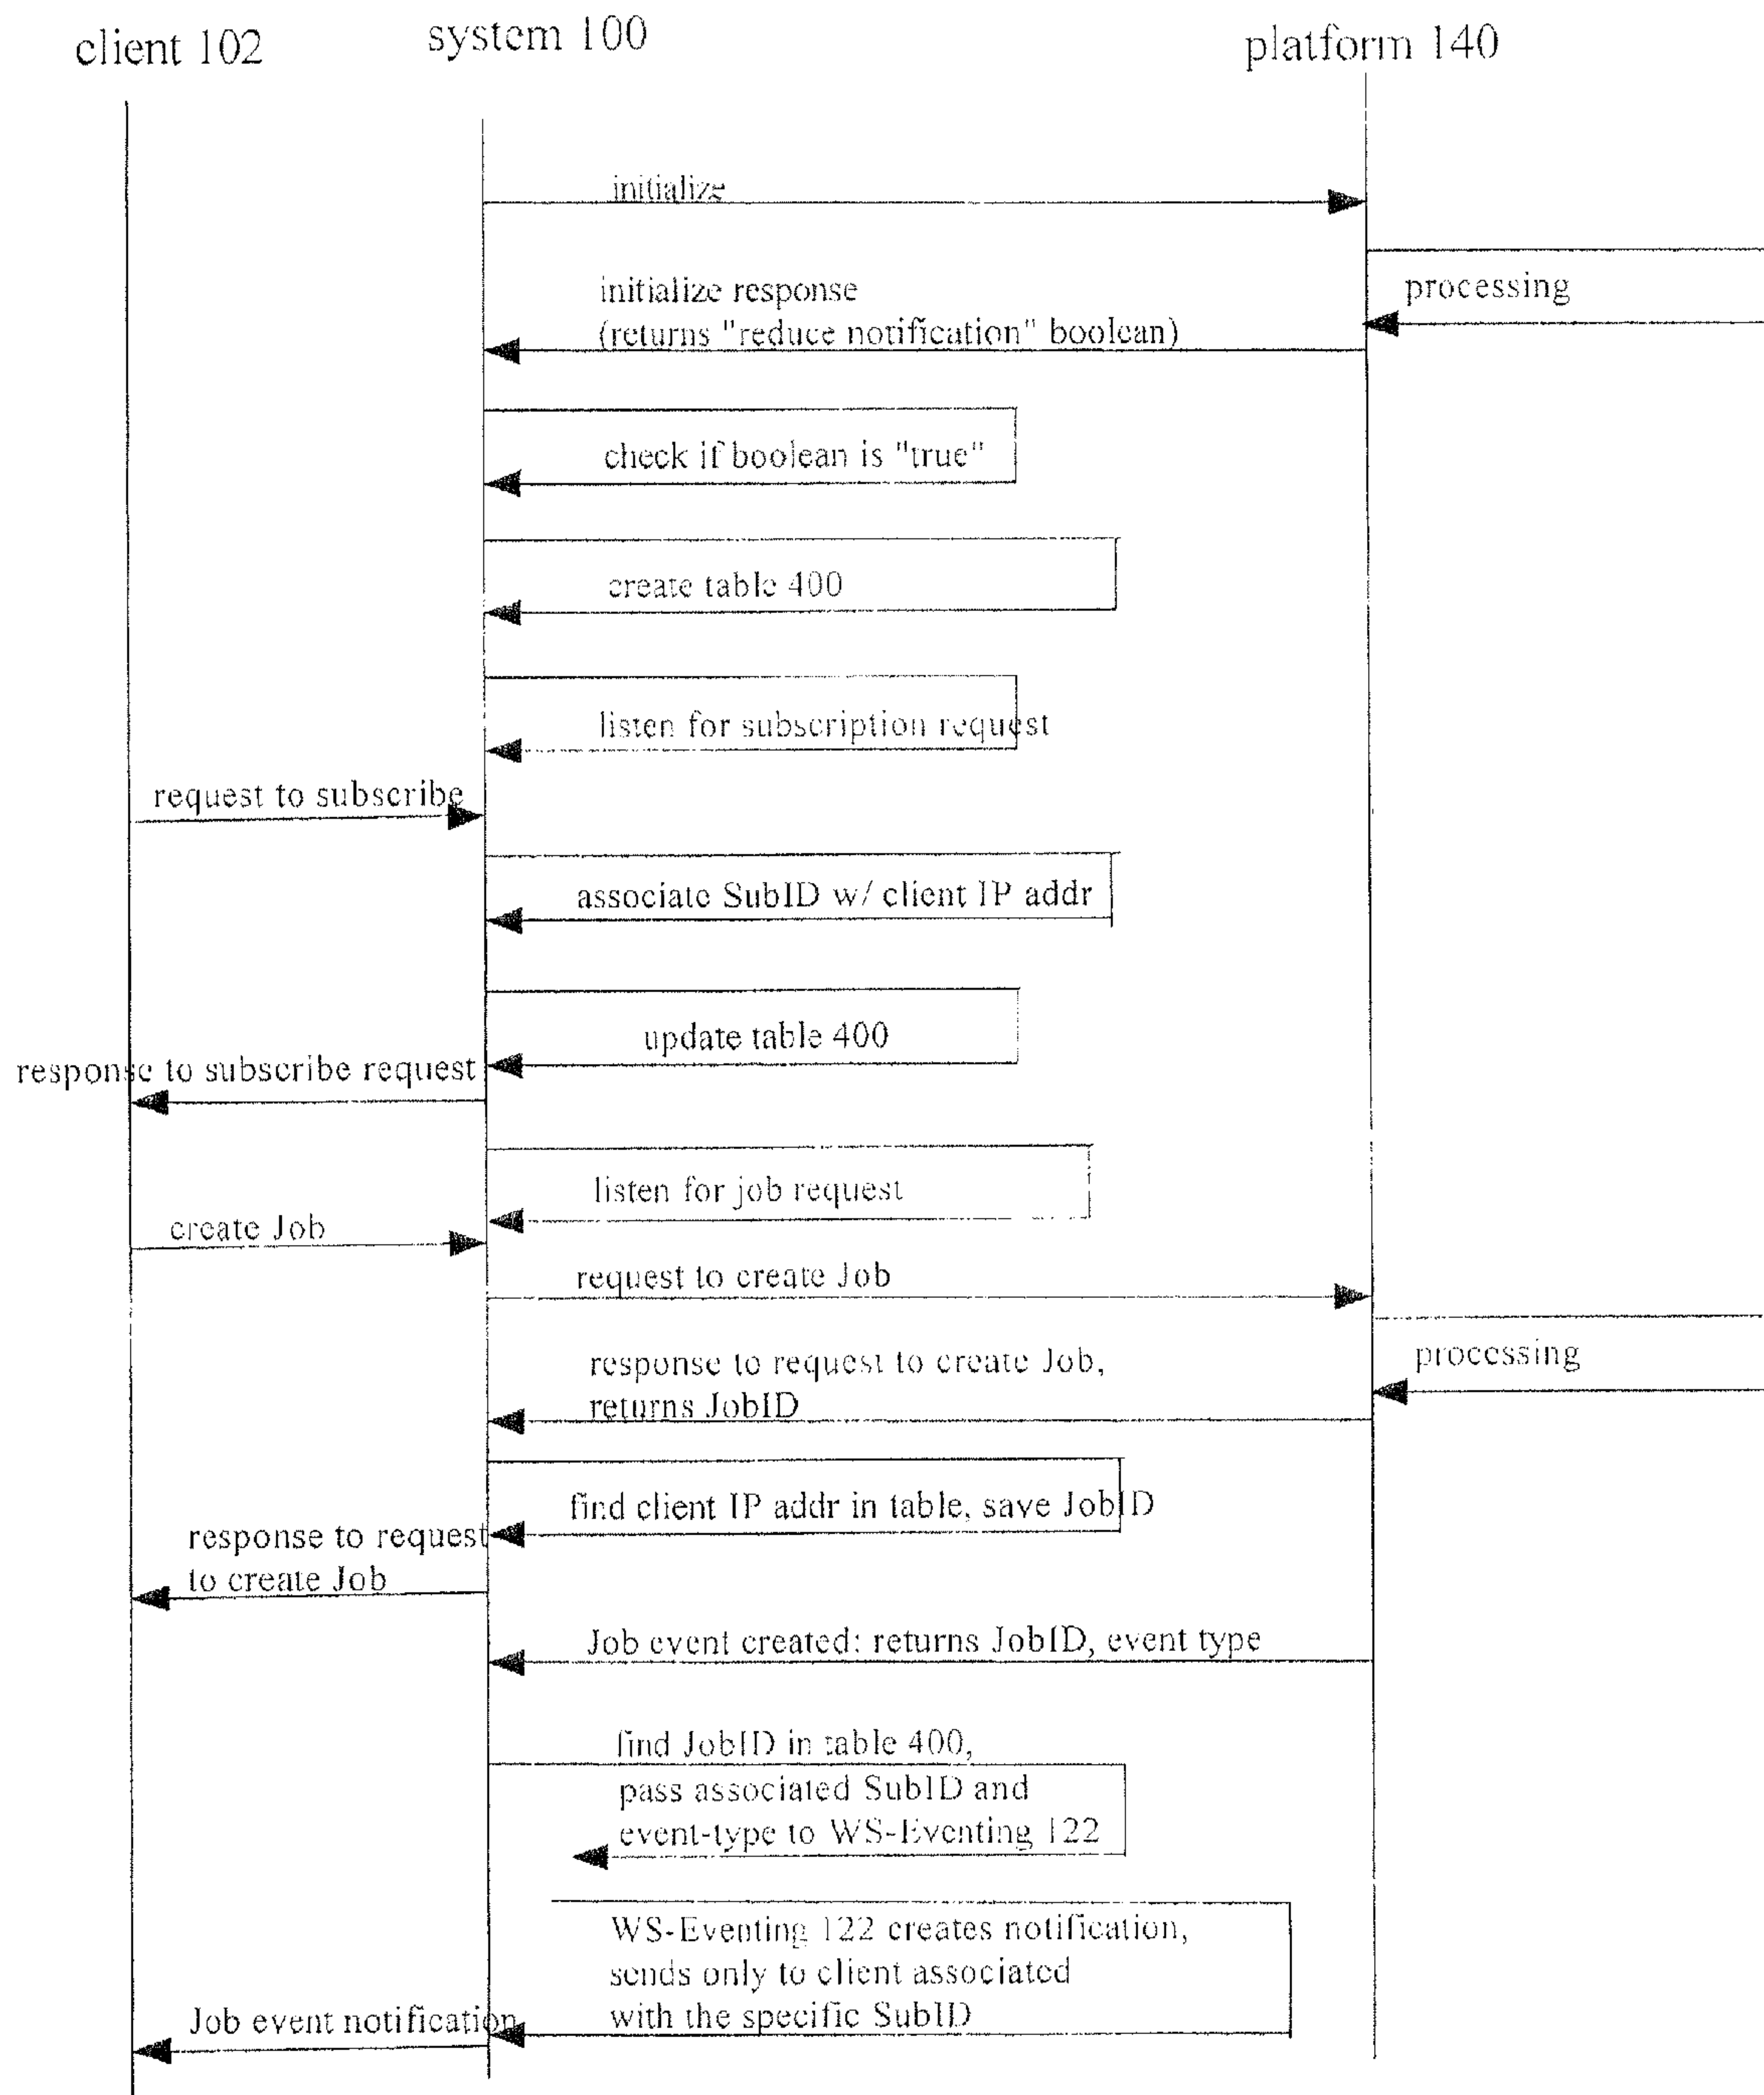 client 102
system 100
platform 140
initialize
processing
initialize response
(returns "reduce notification" boolean)
check if boolean is "true"
create table 400
listen for subscription request
request to subscribe
associate SubID w/ client IP addr
update table 400
response to subscribe request
listen for job request
create Job
request to create Job
processing
response to request to create Job,
returns JobID
find client IP addr in table, save JobID
response to request
to create Job
Job event created: returns JobID, event type
find JobID in table 400,
pass associated SubID and
event-type to WS-Eventing 122
WS-Eventing 122 creates notification,
sends only to client associated
with the specific SubID
Job event notification